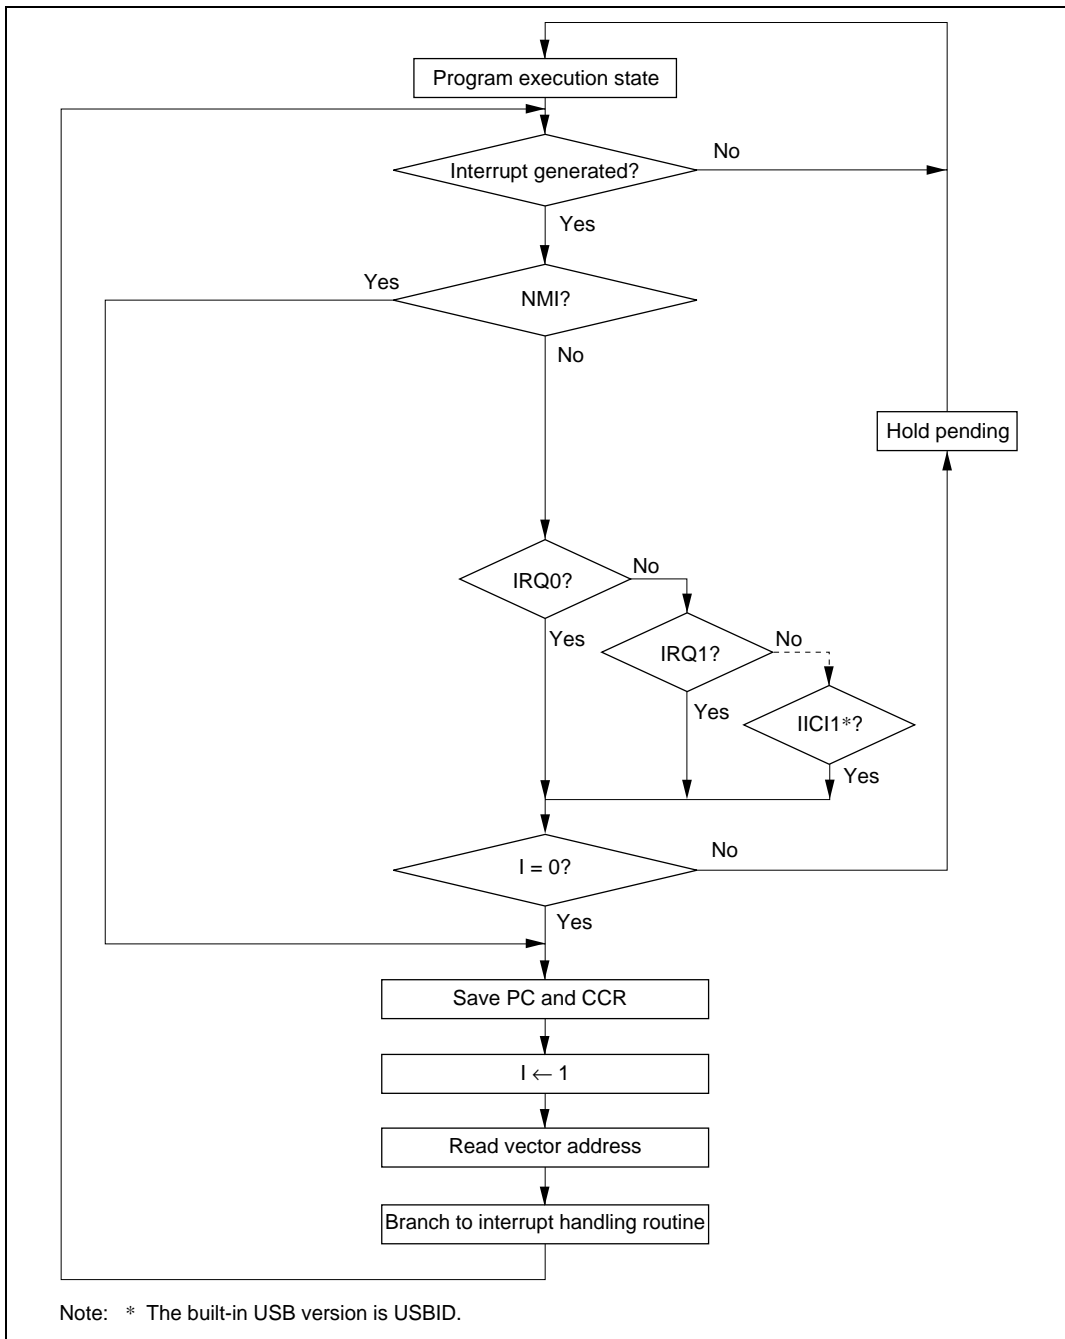 Program execution state
Interrupt generated?
No
Yes
Yes
NMI?
No
Hold pending
IRQ0?
No
Yes
IRQ1?
No
Yes
IICI1*?
Yes
I = 0?
No
Yes
Save PC and CCR
I ← 1
Read vector address
Branch to interrupt handling routine
Note: * The built-in USB version is USBID.